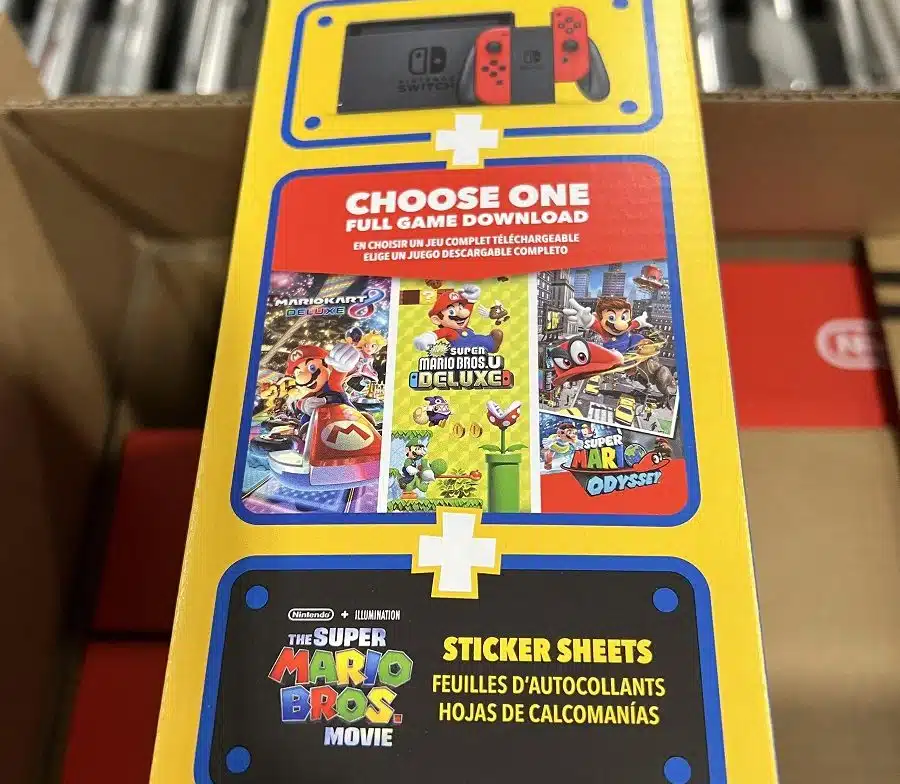 NINTENDO
SWITCH
CHOOSE ONE
FULL GAME DOWNLOAD
EN CHOISIR UN JEU COMPLET TÉLÉCHARGEABLE
ELIGE UN JUEGO DESCARGABLE COMPLETO
MARIOKART 8
DELUXE
NEW
SUPER
MARIO BROS. U
DELUXE
SUPER
MARIO
ODYSSEY
Nintendo + ILLUMINATION
THE SUPER
MARIO
BROS.
MOVIE
STICKER SHEETS
FEUILLES D'AUTOCOLLANTS
HOJAS DE CALCOMANÍAS